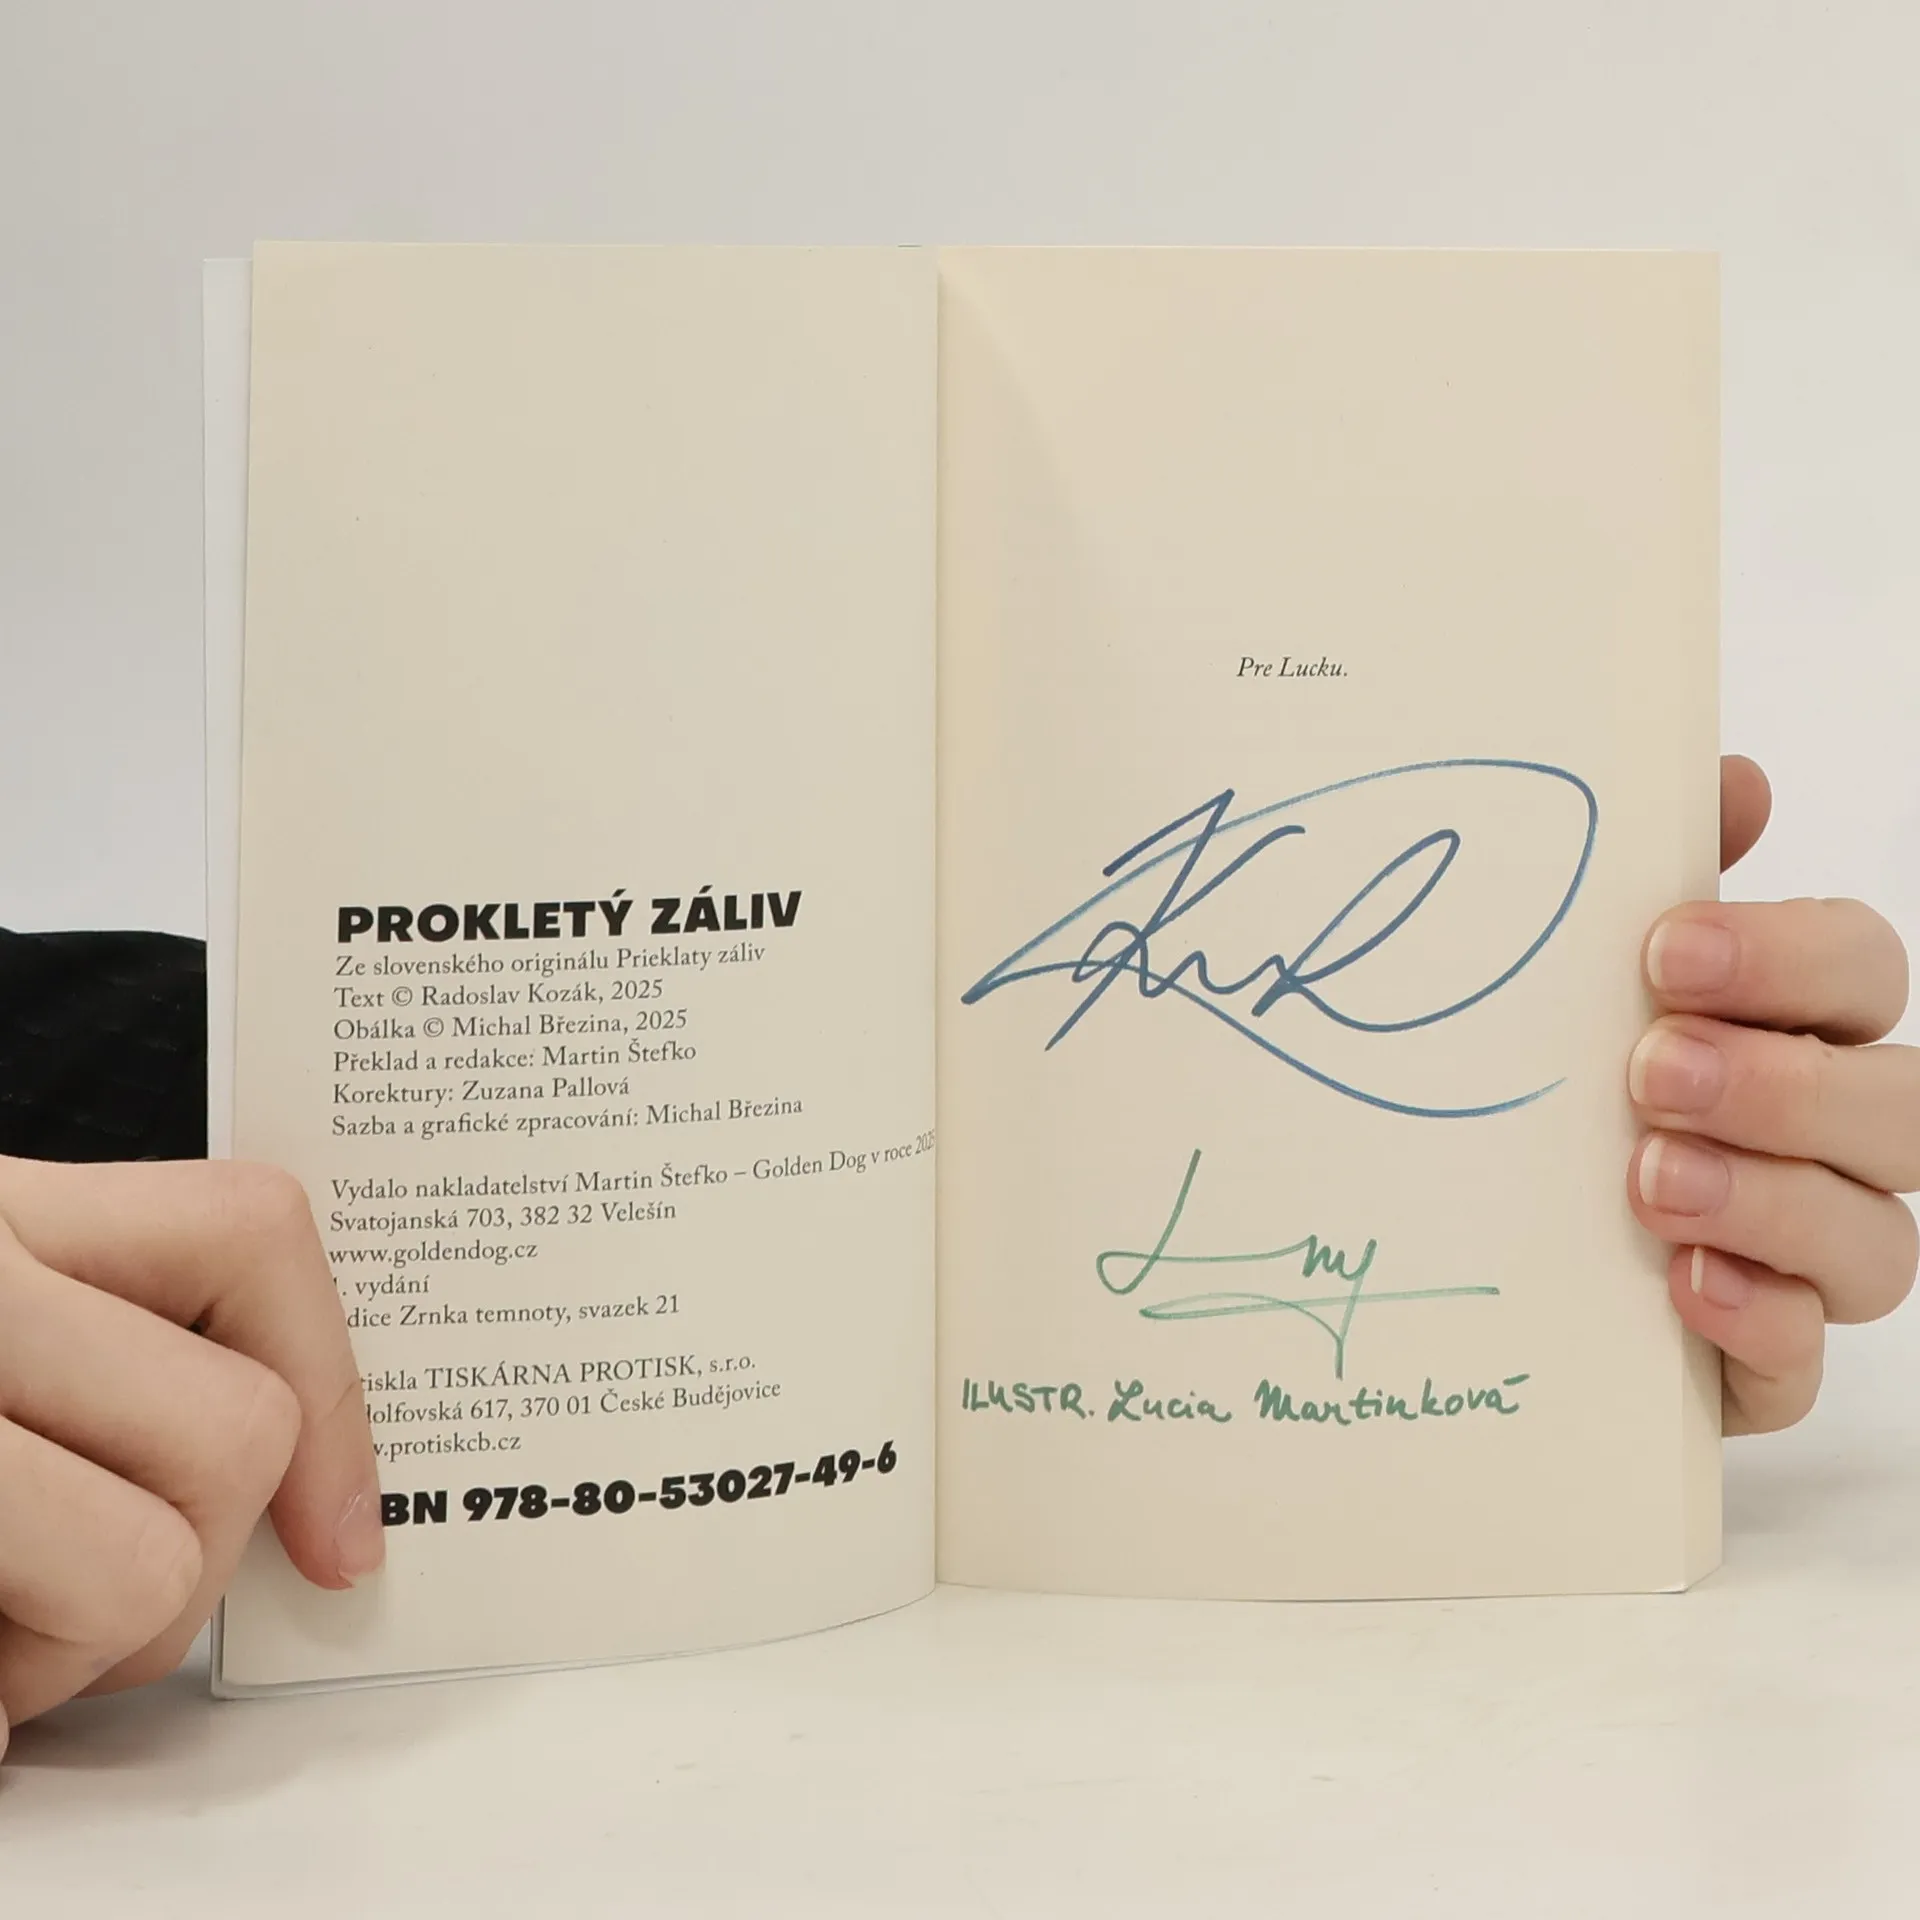 PROKLETÝ ZÁLIV
Ze slovenského originálu Prieklaty záliv
Text © Radoslav Kozák, 2025
Obálka © Michal Březina, 2025
Překlad a redakce: Martin Štefko
Korektury: Zuzana Pallová
Sazba a grafické zpracování: Michal Březina
Vydalo nakladatelství Martin Štefko – Golden Dog v roce 2025
Svatojanská 703, 382 32 Velešín
www.goldendog.cz
. vydání
dice Zrnka temnoty, svazek 21
tiskla TISKÁRNA PROTISK, s.r.o.
dolfovská 617, 370 01 České Budějovice
.protiskcb.cz
BN 978-80-53027-49-6
Pre Lucku.
ILUSTR. Lucia Martinková